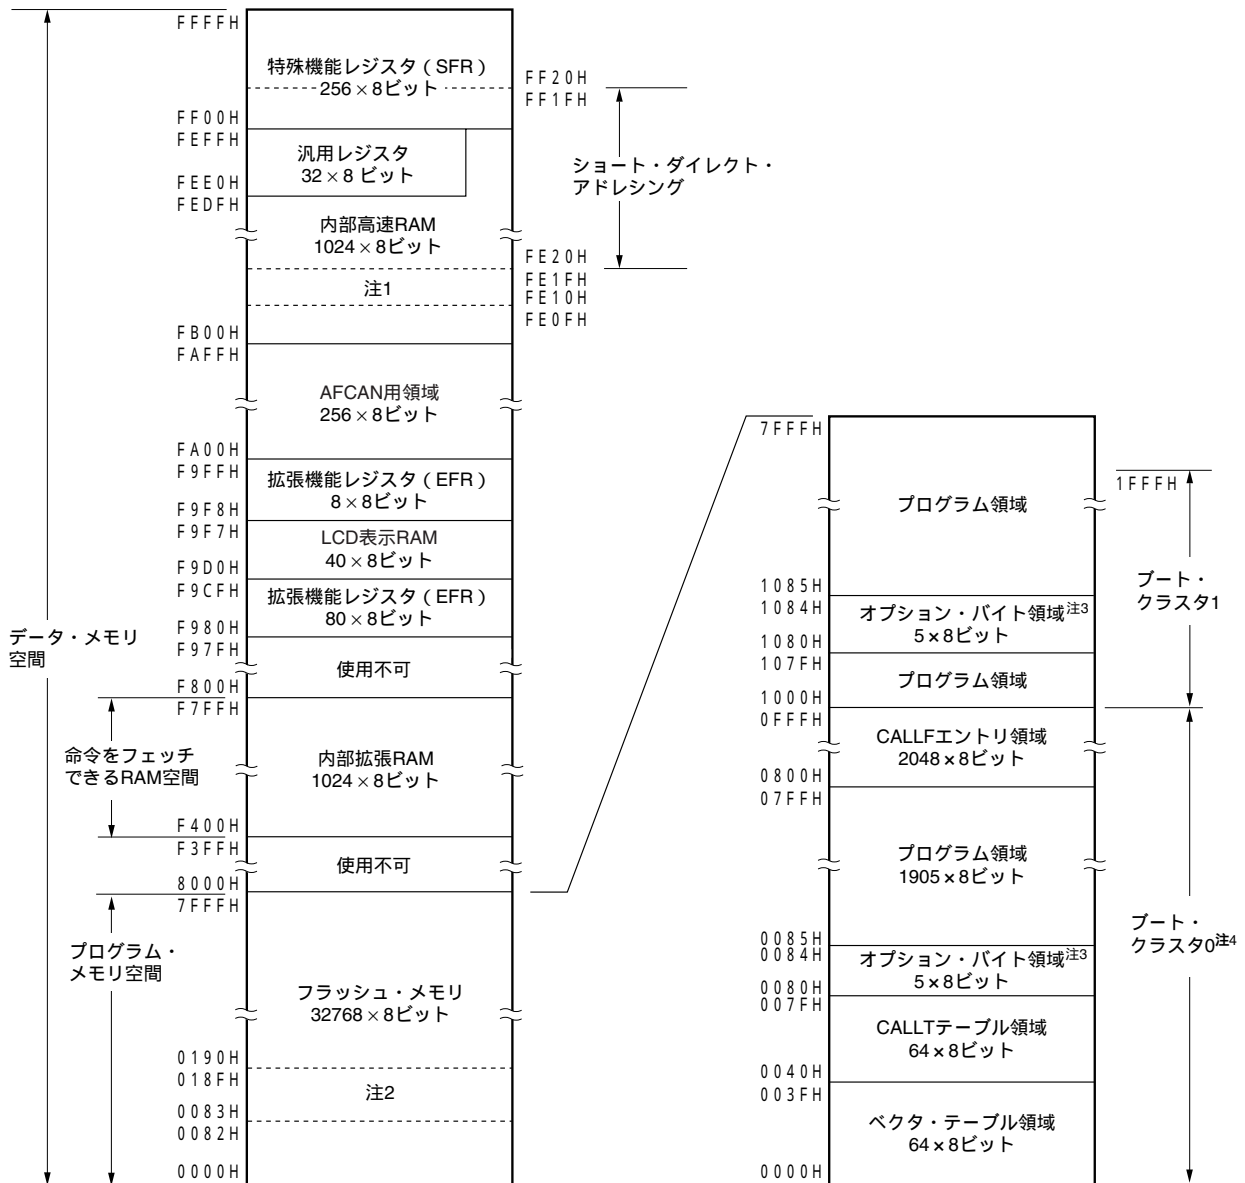 FFFFH
特殊機能レジスタ（SFR）
256×8ビット
FF20H
FF1FH
FF00H
FEFFH
汎用レジスタ
32×8 ビット
ショート・ダイレクト・
アドレシング
FEE0H
FEDFH
内部高速RAM
1024×8ビット
FE20H
FE1FH
注1
FE10H
FE0FH
FB00H
FAFFH
AFCAN用領域
256×8ビット
FA00H
F9FFH
拡張機能レジスタ（EFR）
8×8ビット
F9F8H
F9F7H
LCD表示RAM
40×8ビット
F9D0H
F9CFH
拡張機能レジスタ（EFR）
80×8ビット
F980H
F97FH
データ・メモリ
空間
使用不可
F800H
F7FFH
命令をフェッチ
できるRAM空間
内部拡張RAM
1024×8ビット
F400H
F3FFH
使用不可
8000H
7FFFH
プログラム・
メモリ空間
フラッシュ・メモリ
32768×8ビット
0190H
018FH
注2
0083H
0082H
0000H
7FFFH
1FFFH
プログラム領域
1085H
1084H
ブート・
クラスタ1
オプション・バイト領域注3
5×8ビット
1080H
107FH
プログラム領域
1000H
0FFFH
CALLFエントリ領域
2048×8ビット
0800H
07FFH
プログラム領域
1905×8ビット
ブート・
クラスタ0注4
0085H
0084H
オプション・バイト領域注3
5×8ビット
0080H
007FH
CALLTテーブル領域
64×8ビット
0040H
003FH
ベクタ・テーブル領域
64×8ビット
0000H